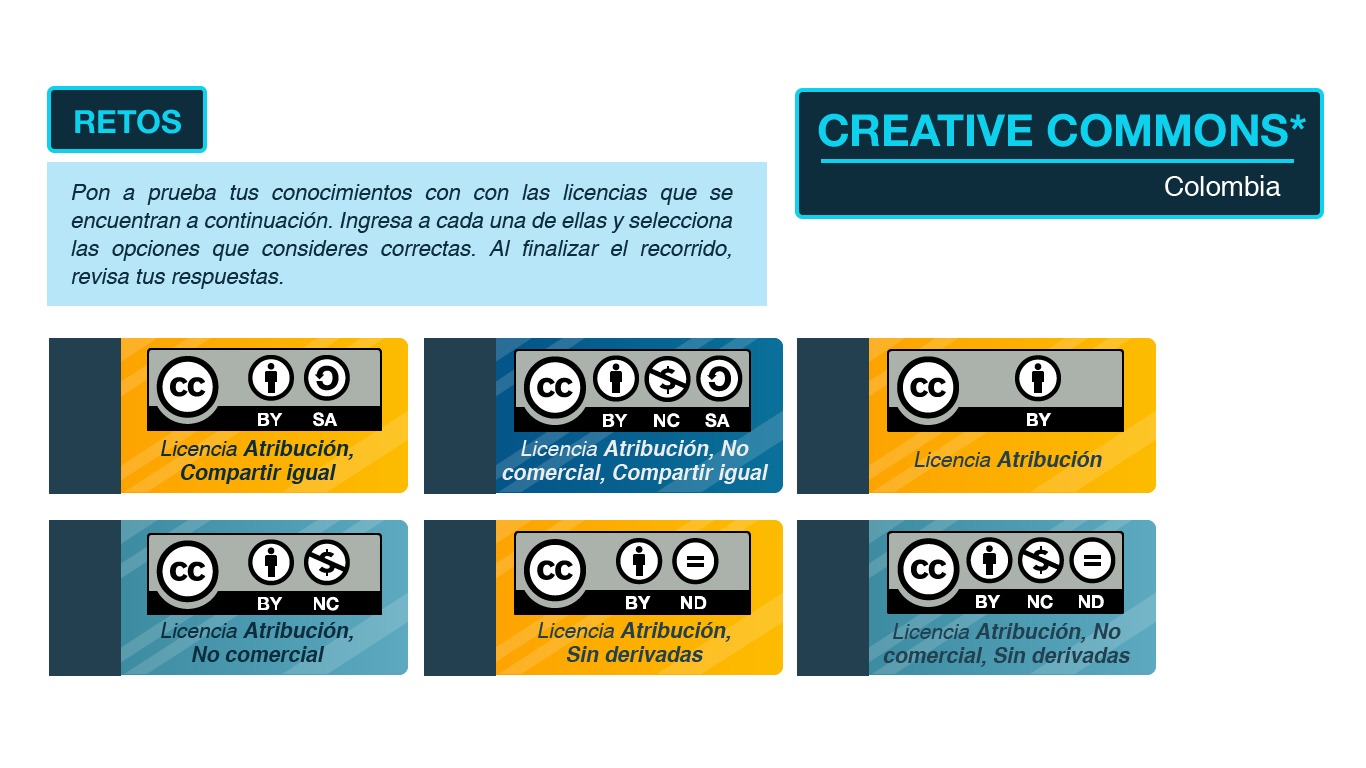 RETOS
CREATIVE COMMONS*
Colombia
Pon a prueba tus conocimientos con con las licencias que se
encuentran a continuación. Ingresa a cada una de ellas y selecciona
las opciones que consideres correctas. Al finalizar el recorrido,
revisa tus respuestas.
CC
BY SA
Licencia Atribución,
Compartir igual
CC
BY NC SA
Licencia Atribución, No
comercial, Compartir igual
CC
BY
Licencia Atribución
CC
BY NC
Licencia Atribución,
No comercial
CC
BY ND
Licencia Atribución,
Sin derivadas
CC
BY NC ND
Licencia Atribución, No
comercial, Sin derivadas